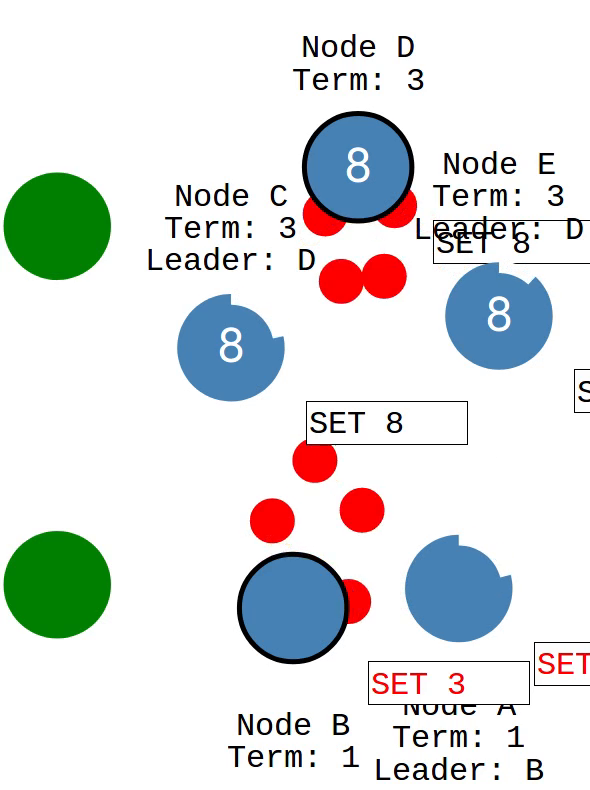 Node D
Term: 3
8
Node C
Term: 3
Leader: D
Node E
Term: 3
Leader: D
SET 8
8
8
S
SET 8
SET
SET 3
Node B
Term: 1
Node A
Term: 1
Leader: B